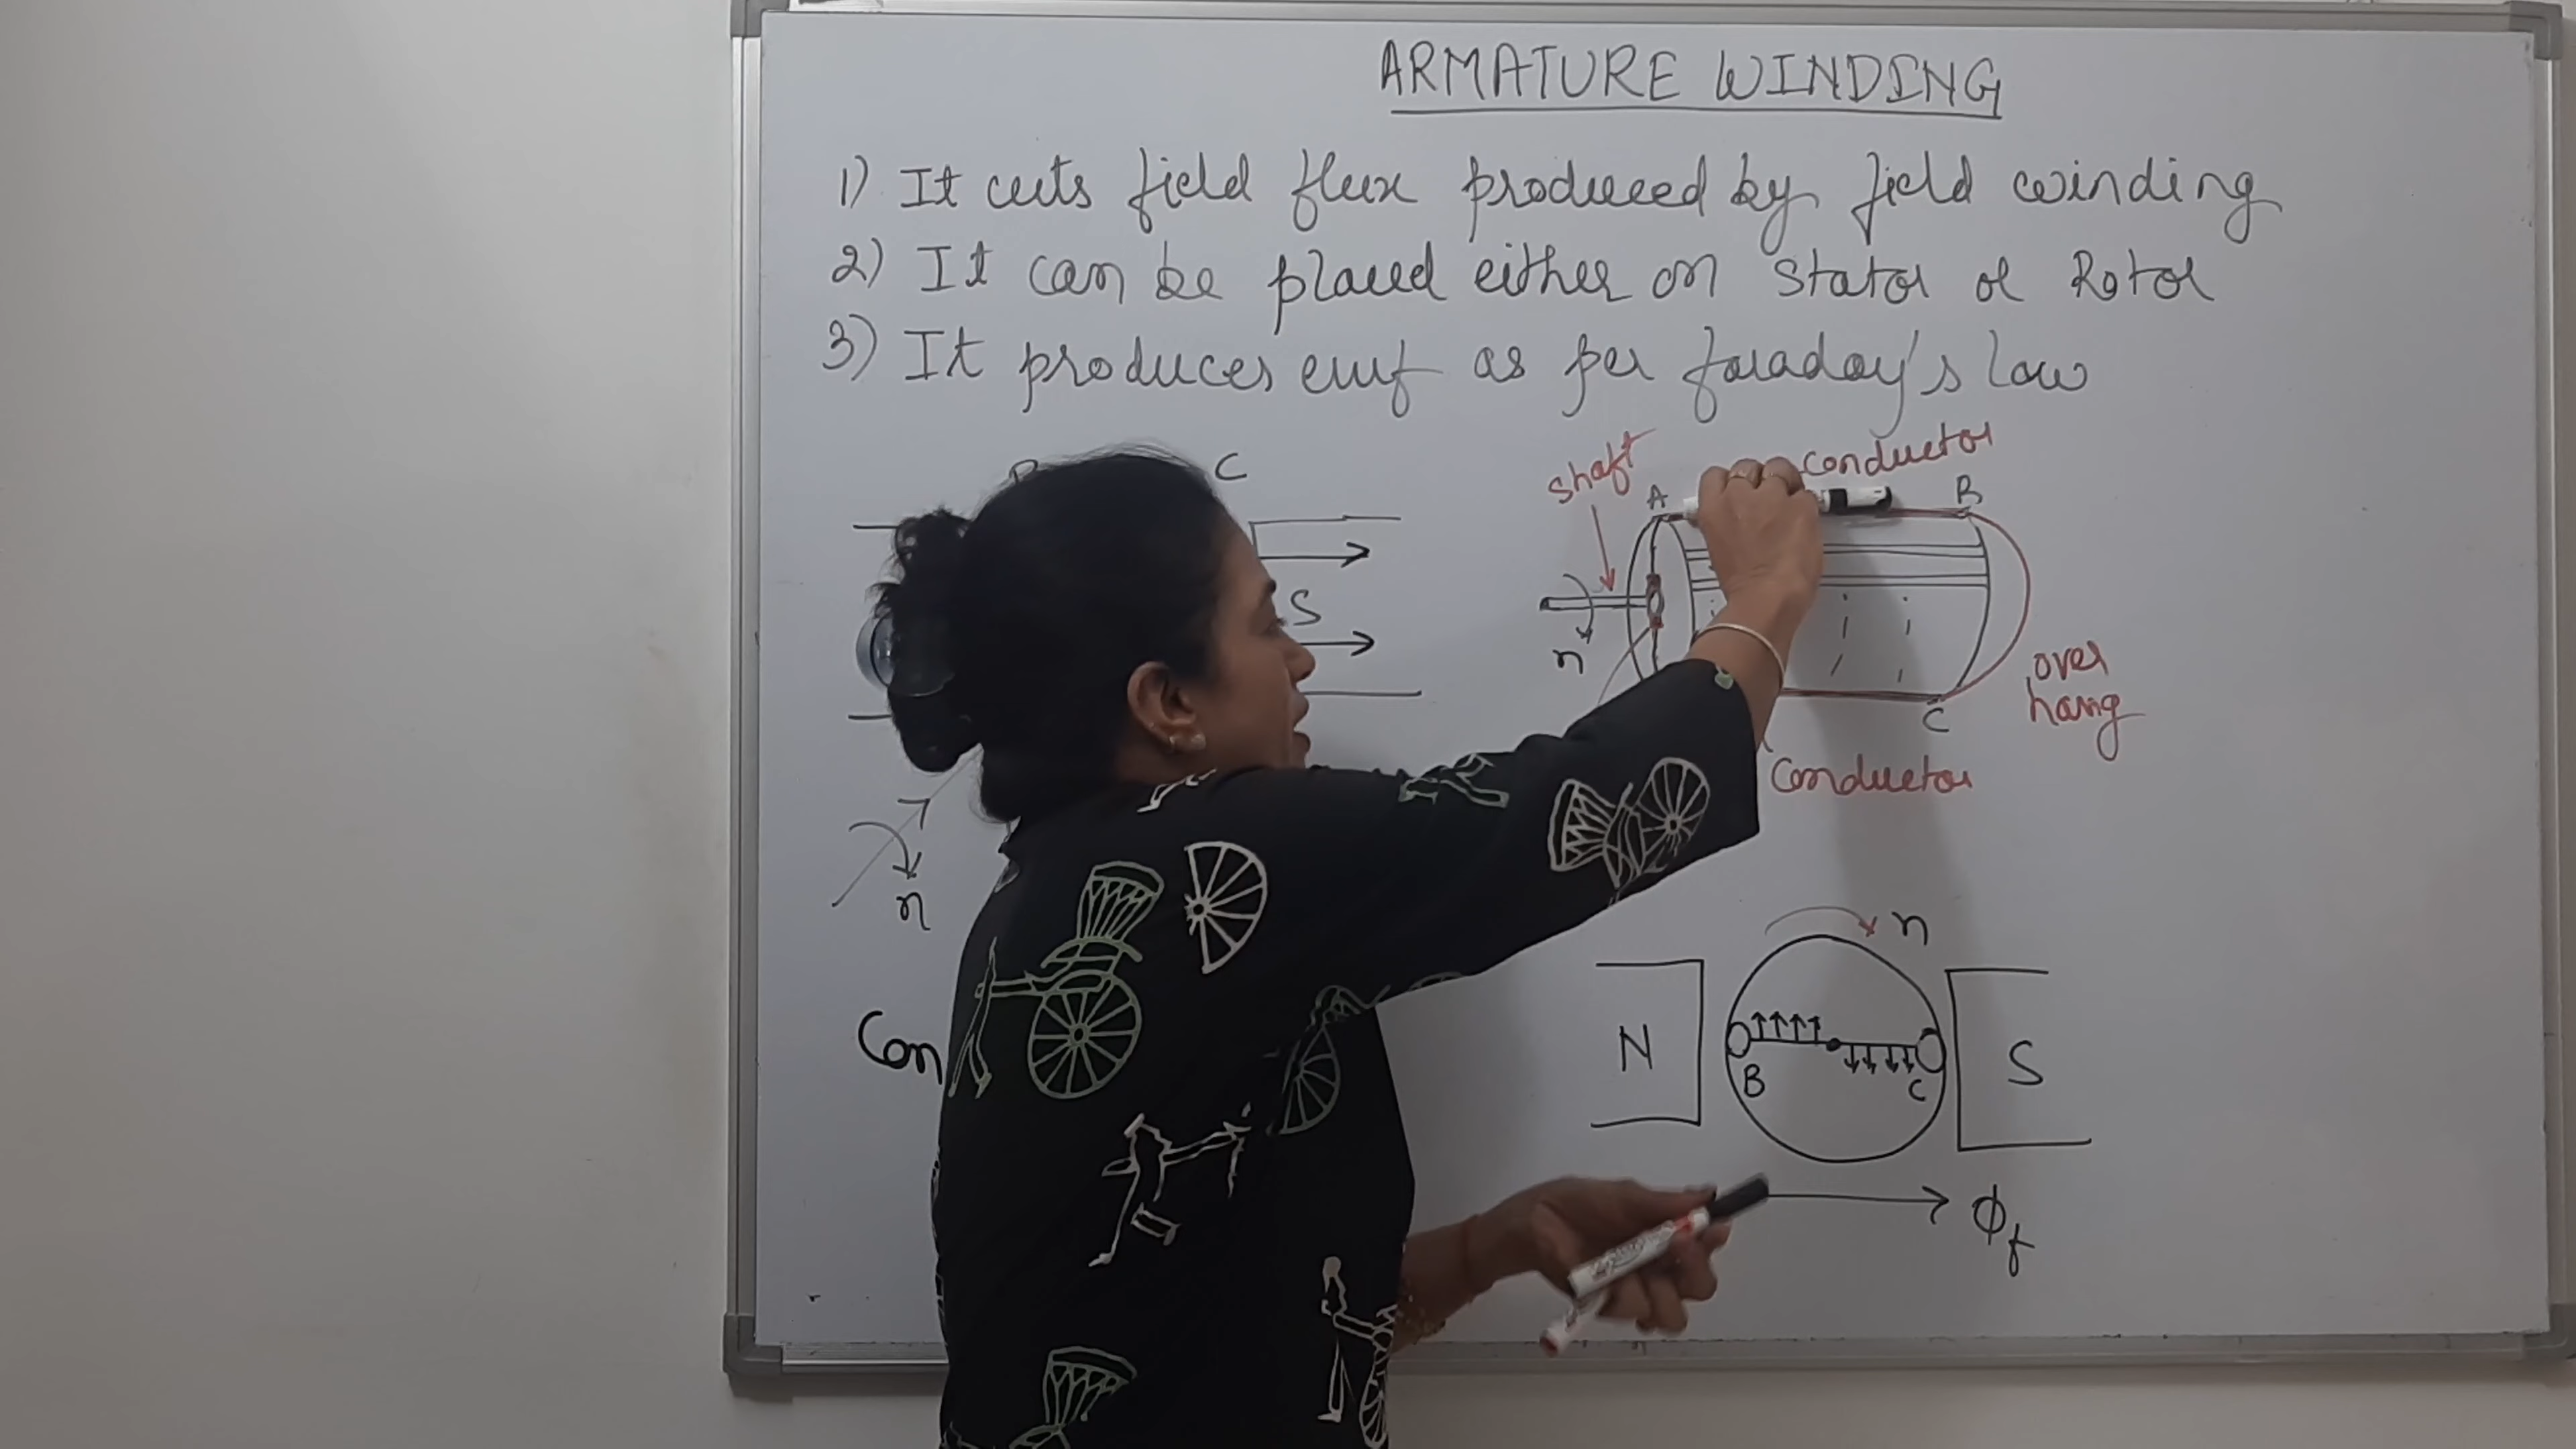 ARMATURE WINDING
1) It cuts field flux produced by field winding
2) It can be placed either on Stator or Rotor
3) It produces emf as per faraday's law
C
S
n
Con
shaft
conductor
A
B
n
over
hang
C
Conductor
n
N
B
C
S
ϕf